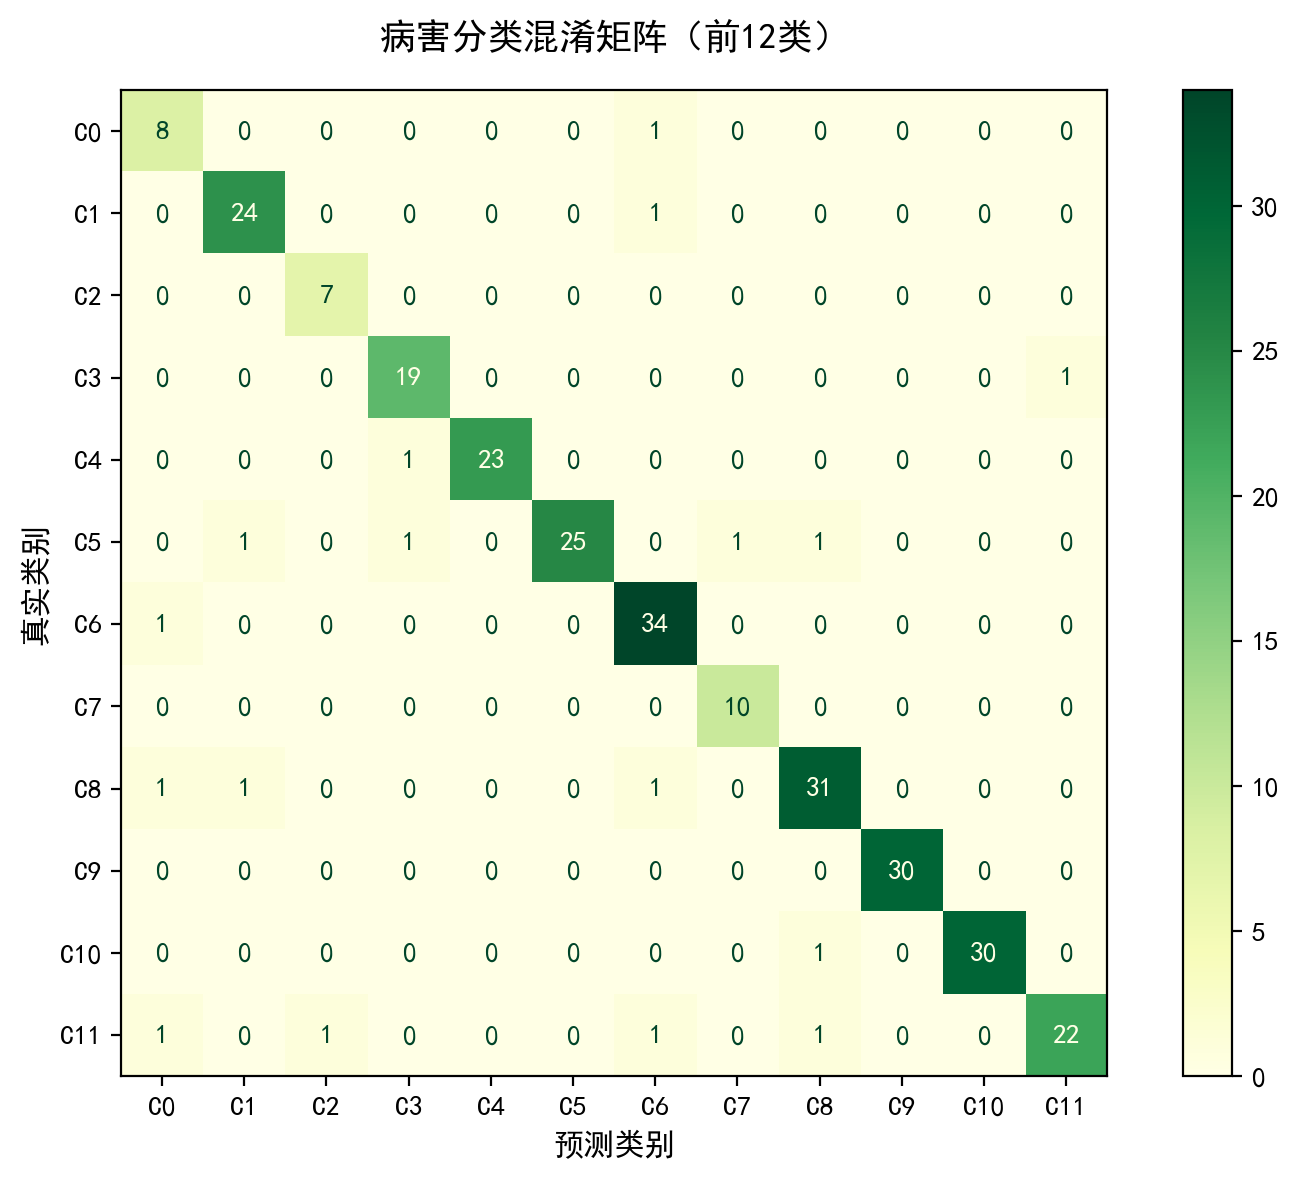 病害分类混淆矩阵（前12类）
C0 8 0 0 0 0 0 1 0 0 0 0 0
C1 0 24 0 0 0 0 1 0 0 0 0 0
C2 0 0 7 0 0 0 0 0 0 0 0 0
C3 0 0 0 19 0 0 0 0 0 0 0 1
C4 0 0 0 1 23 0 0 0 0 0 0 0
C5 0 1 0 1 0 25 0 1 1 0 0 0
C6 1 0 0 0 0 0 34 0 0 0 0 0
C7 0 0 0 0 0 0 0 10 0 0 0 0
C8 1 1 0 0 0 0 1 0 31 0 0 0
C9 0 0 0 0 0 0 0 0 0 30 0 0
C10 0 0 0 0 0 0 0 0 1 0 30 0
C11 1 0 1 0 0 0 1 0 1 0 0 22
C0 C1 C2 C3 C4 C5 C6 C7 C8 C9 C10 C11
预测类别
真实类别
30
25
20
15
10
5
0